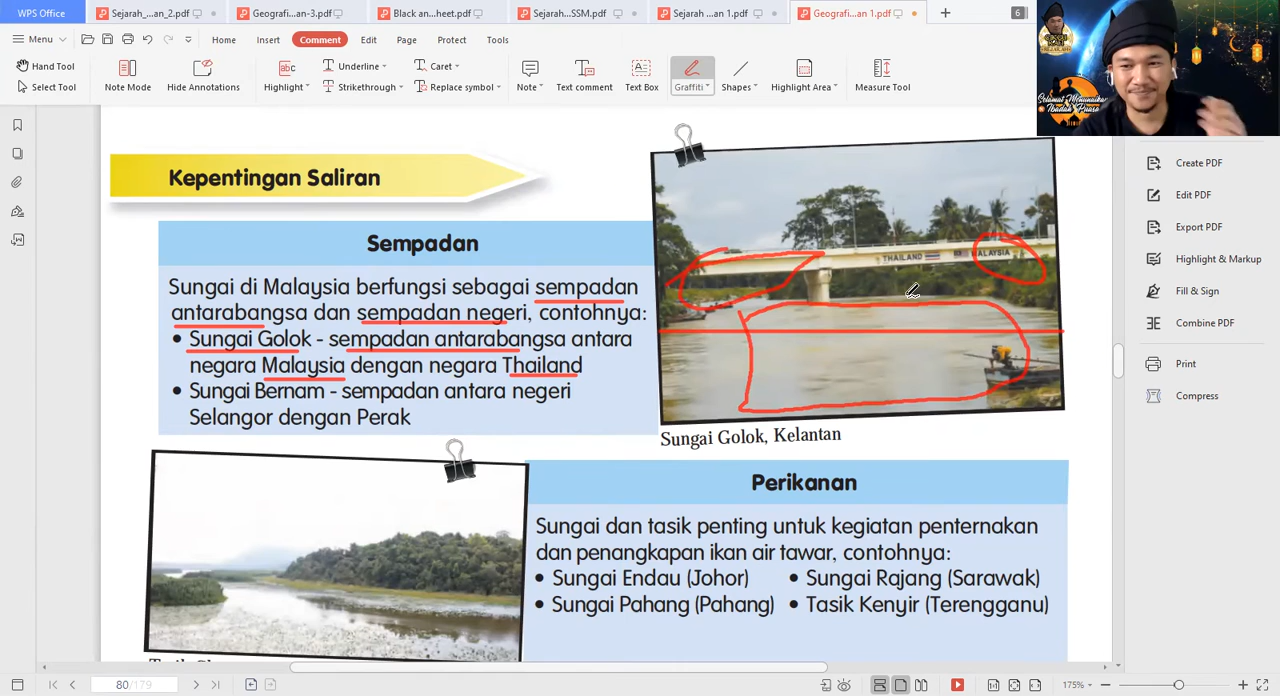 WPS Office
Sejarah_...an_2.pdf
Geografi...an-3.pdf
Black an...heet.pdf
Sejarah...SSM.pdf
Sejarah ...an 1.pdf
Geografi...an 1.pdf
6
Menu
Home
Insert
Comment
Edit
Page
Protect
Tools
Hand Tool
Select Tool
Note Mode
Hide Annotations
Highlight
Underline
Strikethrough
Caret
Replace symbol
Note
Text comment
Text Box
Graffiti
Shapes
Highlight Area
Measure Tool
Selamat Menunaikan
Ibadah Puasa
Create PDF
Edit PDF
Export PDF
Highlight & Markup
Fill & Sign
Combine PDF
Print
Compress
Kepentingan Saliran
Sempadan
Sungai di Malaysia berfungsi sebagai sempadan
antarabangsa dan sempadan negeri, contohnya:
• Sungai Golok - sempadan antarabangsa antara
negara Malaysia dengan negara Thailand
• Sungai Bernam - sempadan antara negeri
Selangor dengan Perak
THAILAND
MALAYSIA
Sungai Golok, Kelantan
Perikanan
Sungai dan tasik penting untuk kegiatan penternakan
dan penangkapan ikan air tawar, contohnya:
• Sungai Endau (Johor)
• Sungai Rajang (Sarawak)
• Sungai Pahang (Pahang)
• Tasik Kenyir (Terengganu)
80/179
175%